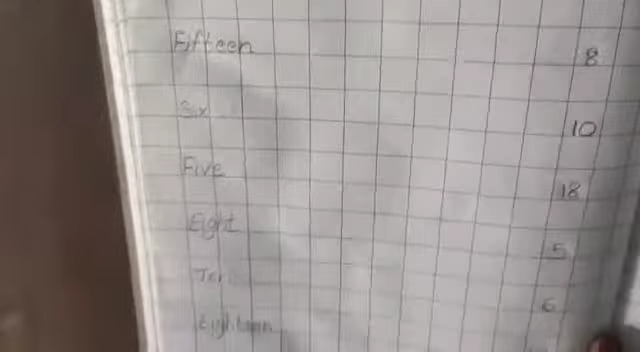 Fifteen 8
Six 10
Five 18
Eight 5
Ten 6
Eighteen